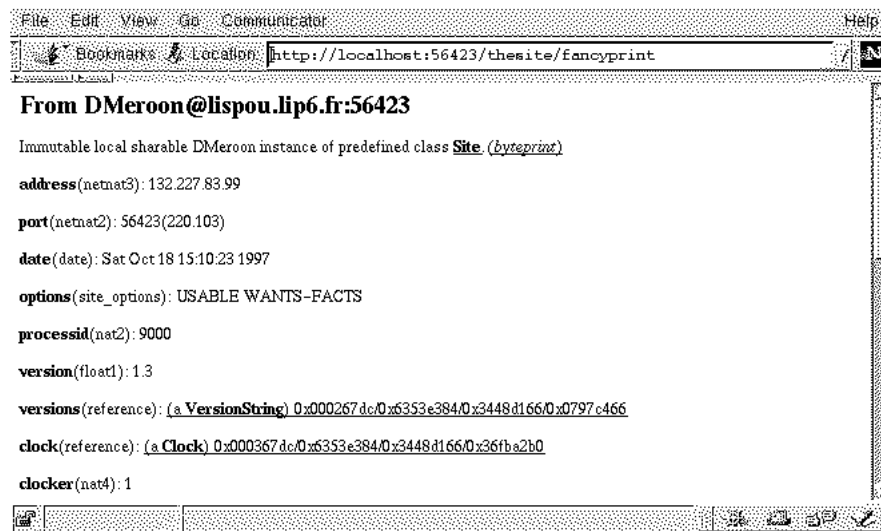 File Edit View Go Communicator Help
Bookmarks Location: http://localhost:56423/thesite/fancyprint N
From DMeroon@lispou.lip6.fr:56423
Immutable local sharable DMeroon instance of predefined class Site. (byteprint)
address(netnat3): 132.227.83.99
port(netnat2): 56423(220.103)
date(date): Sat Oct 18 15:10:23 1997
options(site_options): USABLE WANTS-FACTS
processid(nat2): 9000
version(float1): 1.3
versions(reference): (a VersionString) 0x000267dc/0x6353e384/0x3448d166/0x0797c466
clock(reference): (a Clock) 0x000367dc/0x6353e384/0x3448d166/0x36fba2b0
clocker(nat4): 1